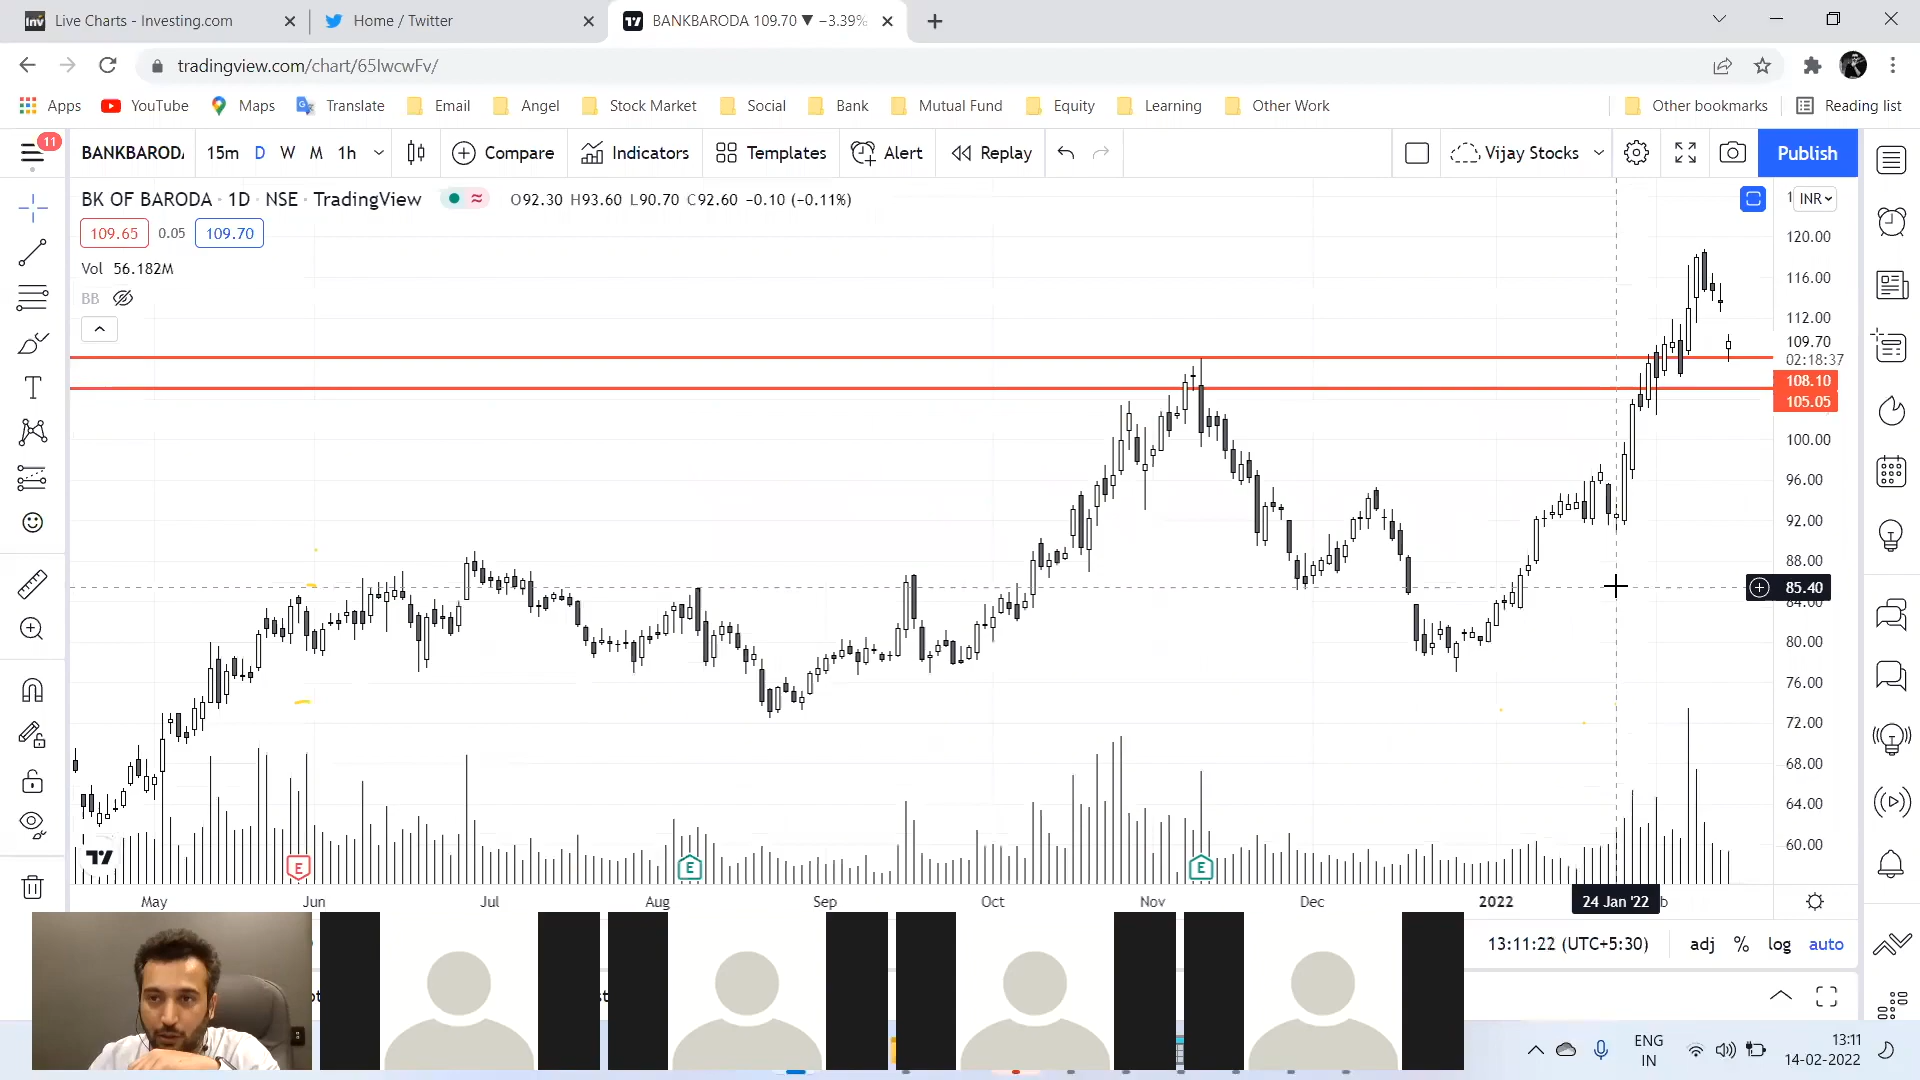 Live Charts - Investing.com
Home / Twitter
BANKBARODA 109.70 ▼ −3.39%
tradingview.com/chart/65IwcwFv/
Apps YouTube Maps Translate Email Angel Stock Market Social Bank Mutual Fund Equity Learning Other Work Other bookmarks Reading list
11
BANKBARODA 15m D W M 1h Compare Indicators Templates Alert Replay Vijay Stocks Publish
BK OF BARODA · 1D · NSE · TradingView O92.30 H93.60 L90.70 C92.60 −0.10 (−0.11%)
INR
109.65 0.05 109.70
Vol 56.182M
BB
120.00
116.00
112.00
109.70
02:18:37
108.10
105.05
100.00
96.00
92.00
88.00
85.40
84.00
80.00
76.00
72.00
68.00
64.00
60.00
E E E
May Jun Jul Aug Sep Oct Nov Dec 2022 24 Jan '22
13:11:22 (UTC+5:30) adj % log auto
ENG
IN
13:11
14-02-2022